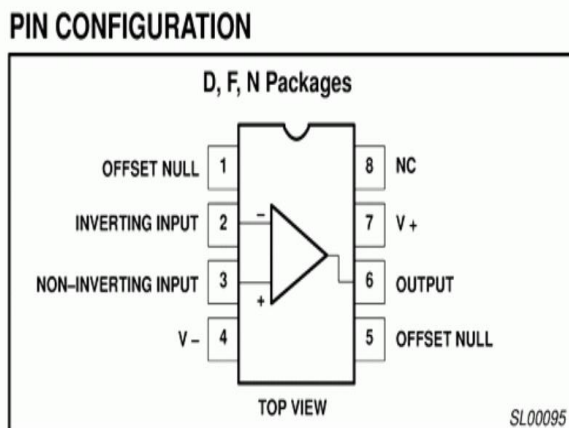 PIN CONFIGURATION
D, F, N Packages
OFFSET NULL 1 8 NC
INVERTING INPUT 2 − 7 V +
NON–INVERTING INPUT 3 + 6 OUTPUT
V – 4 5 OFFSET NULL
TOP VIEW
SL00095